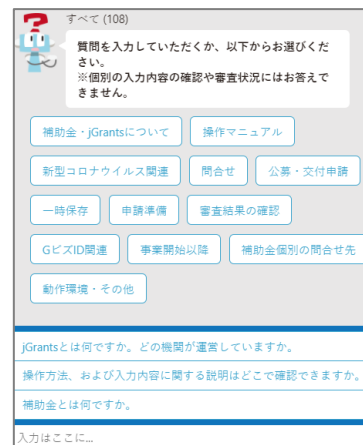 すべて (108)
質問を入力していただくか、以下からお選びくだ
さい。
※個別の入力内容の確認や審査状況にはお答えで
きません。
補助金・jGrantsについて
操作マニュアル
新型コロナウイルス関連
問合せ
公募・交付申請
一時保存
申請準備
審査結果の確認
GビズID関連
事業開始以降
補助金個別の問合せ先
動作環境・その他
jGrantsとは何ですか。どの機関が運営していますか。
操作方法、および入力内容に関する説明はどこで確認できますか。
補助金とは何ですか。
入力はここに...